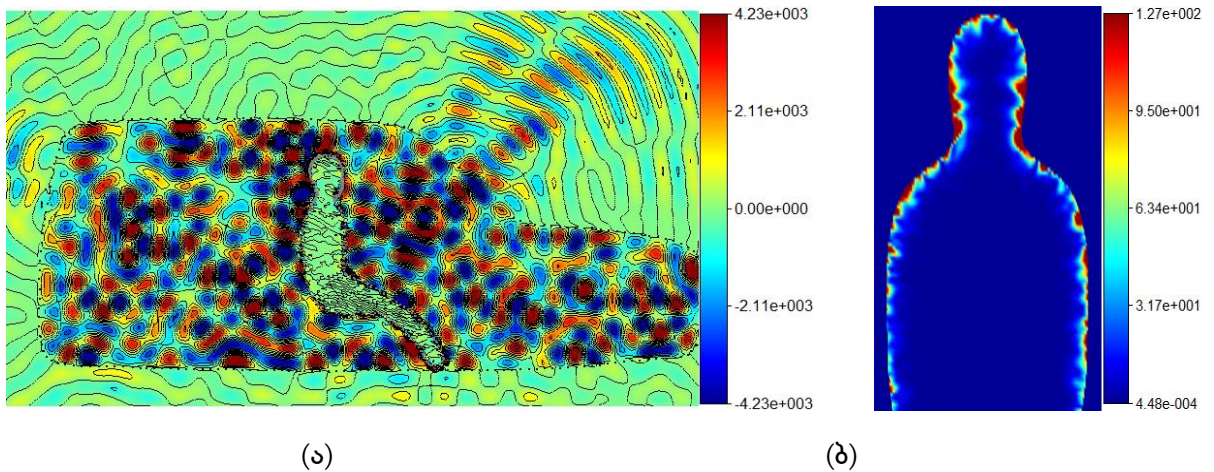 4.23e+003
2.11e+003
0.00e+000
-2.11e+003
-4.23e+003
1.27e+002
9.50e+001
6.34e+001
3.17e+001
4.48e-004
(ა) (ბ)